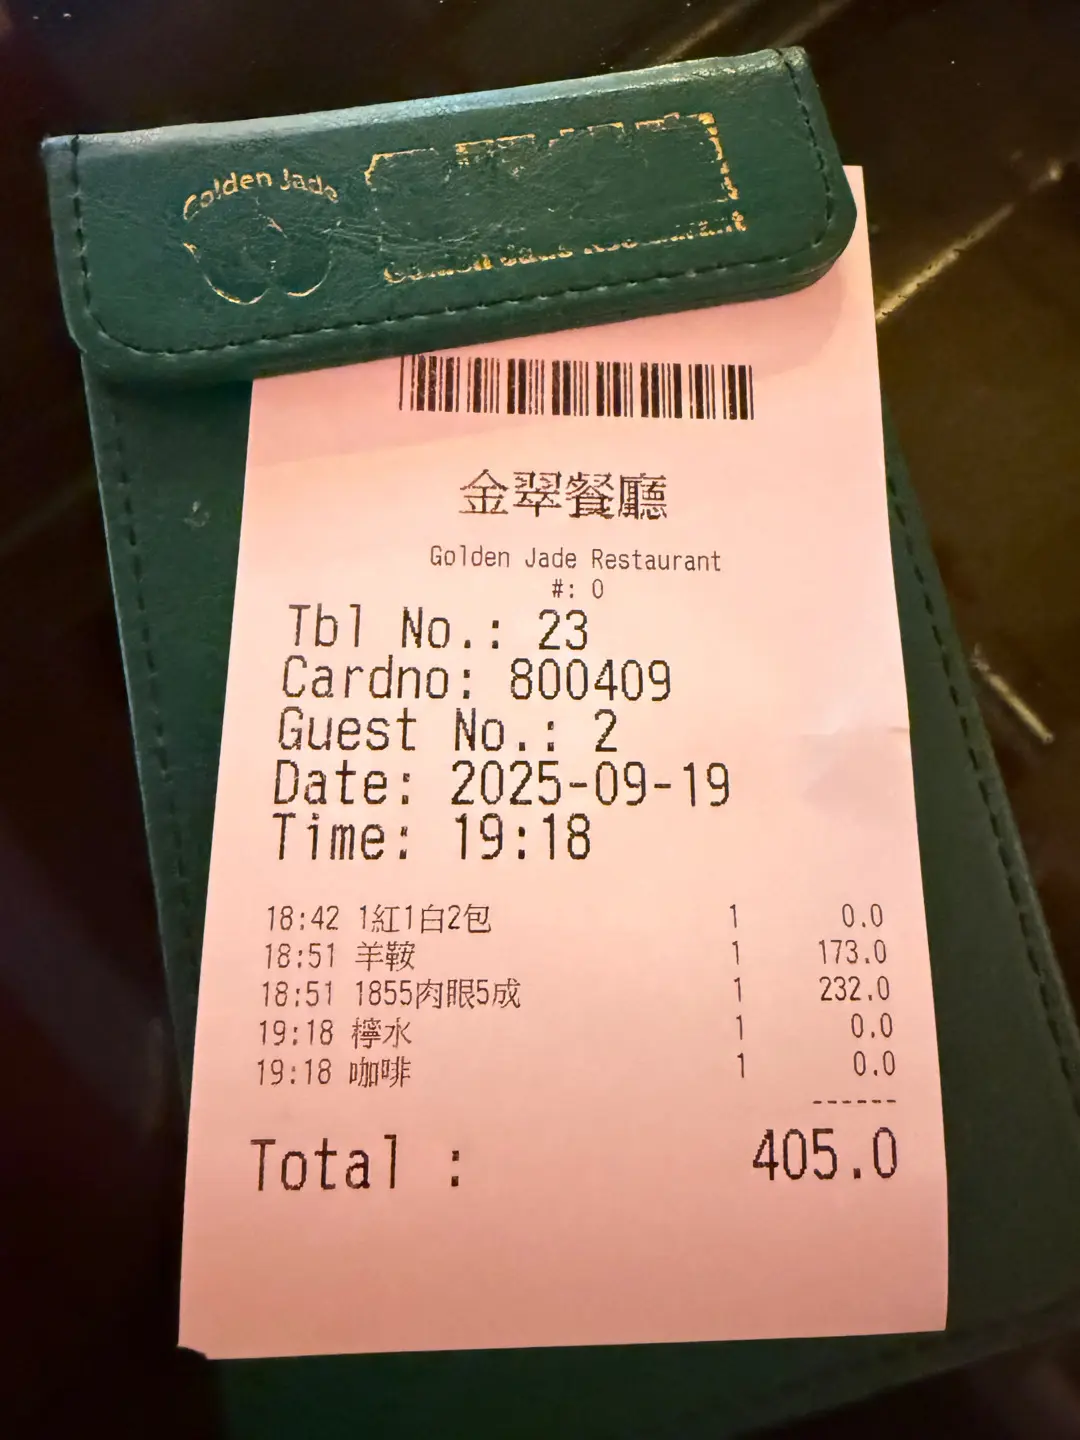 Golden Jade
Golden Jade Restaurant
金翠餐廳
Golden Jade Restaurant
#: 0
Tbl No.: 23
Cardno: 800409
Guest No.: 2
Date: 2025-09-19
Time: 19:18
18:42 1紅1白2包 1 0.0
18:51 羊鞍 1 173.0
18:51 1855肉眼5成 1 232.0
19:18 檸水 1 0.0
19:18 咖啡 1 0.0
------
Total : 405.0